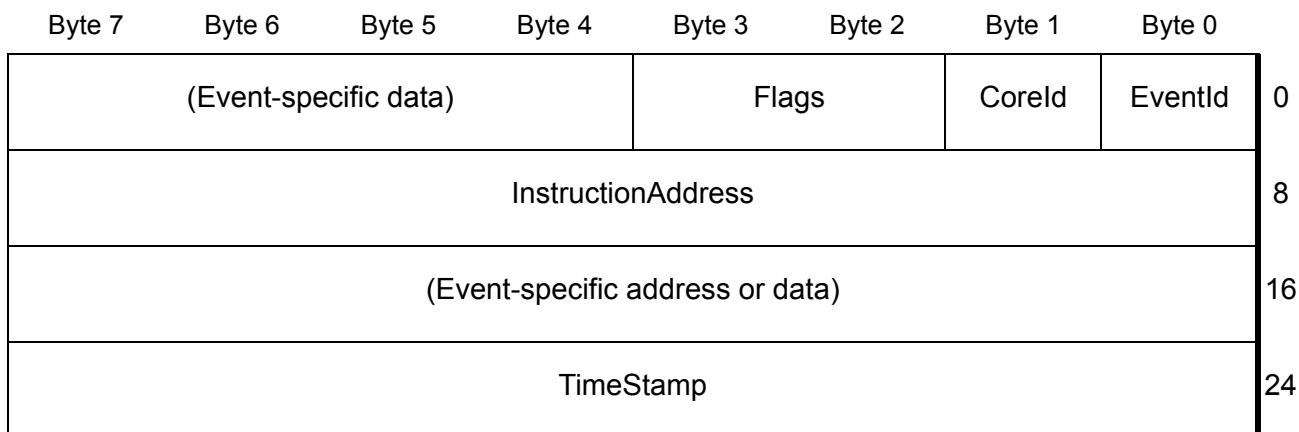 Byte 7 Byte 6 Byte 5 Byte 4 Byte 3 Byte 2 Byte 1 Byte 0
(Event-specific data) Flags CoreId EventId 0
InstructionAddress 8
(Event-specific address or data) 16
TimeStamp 24